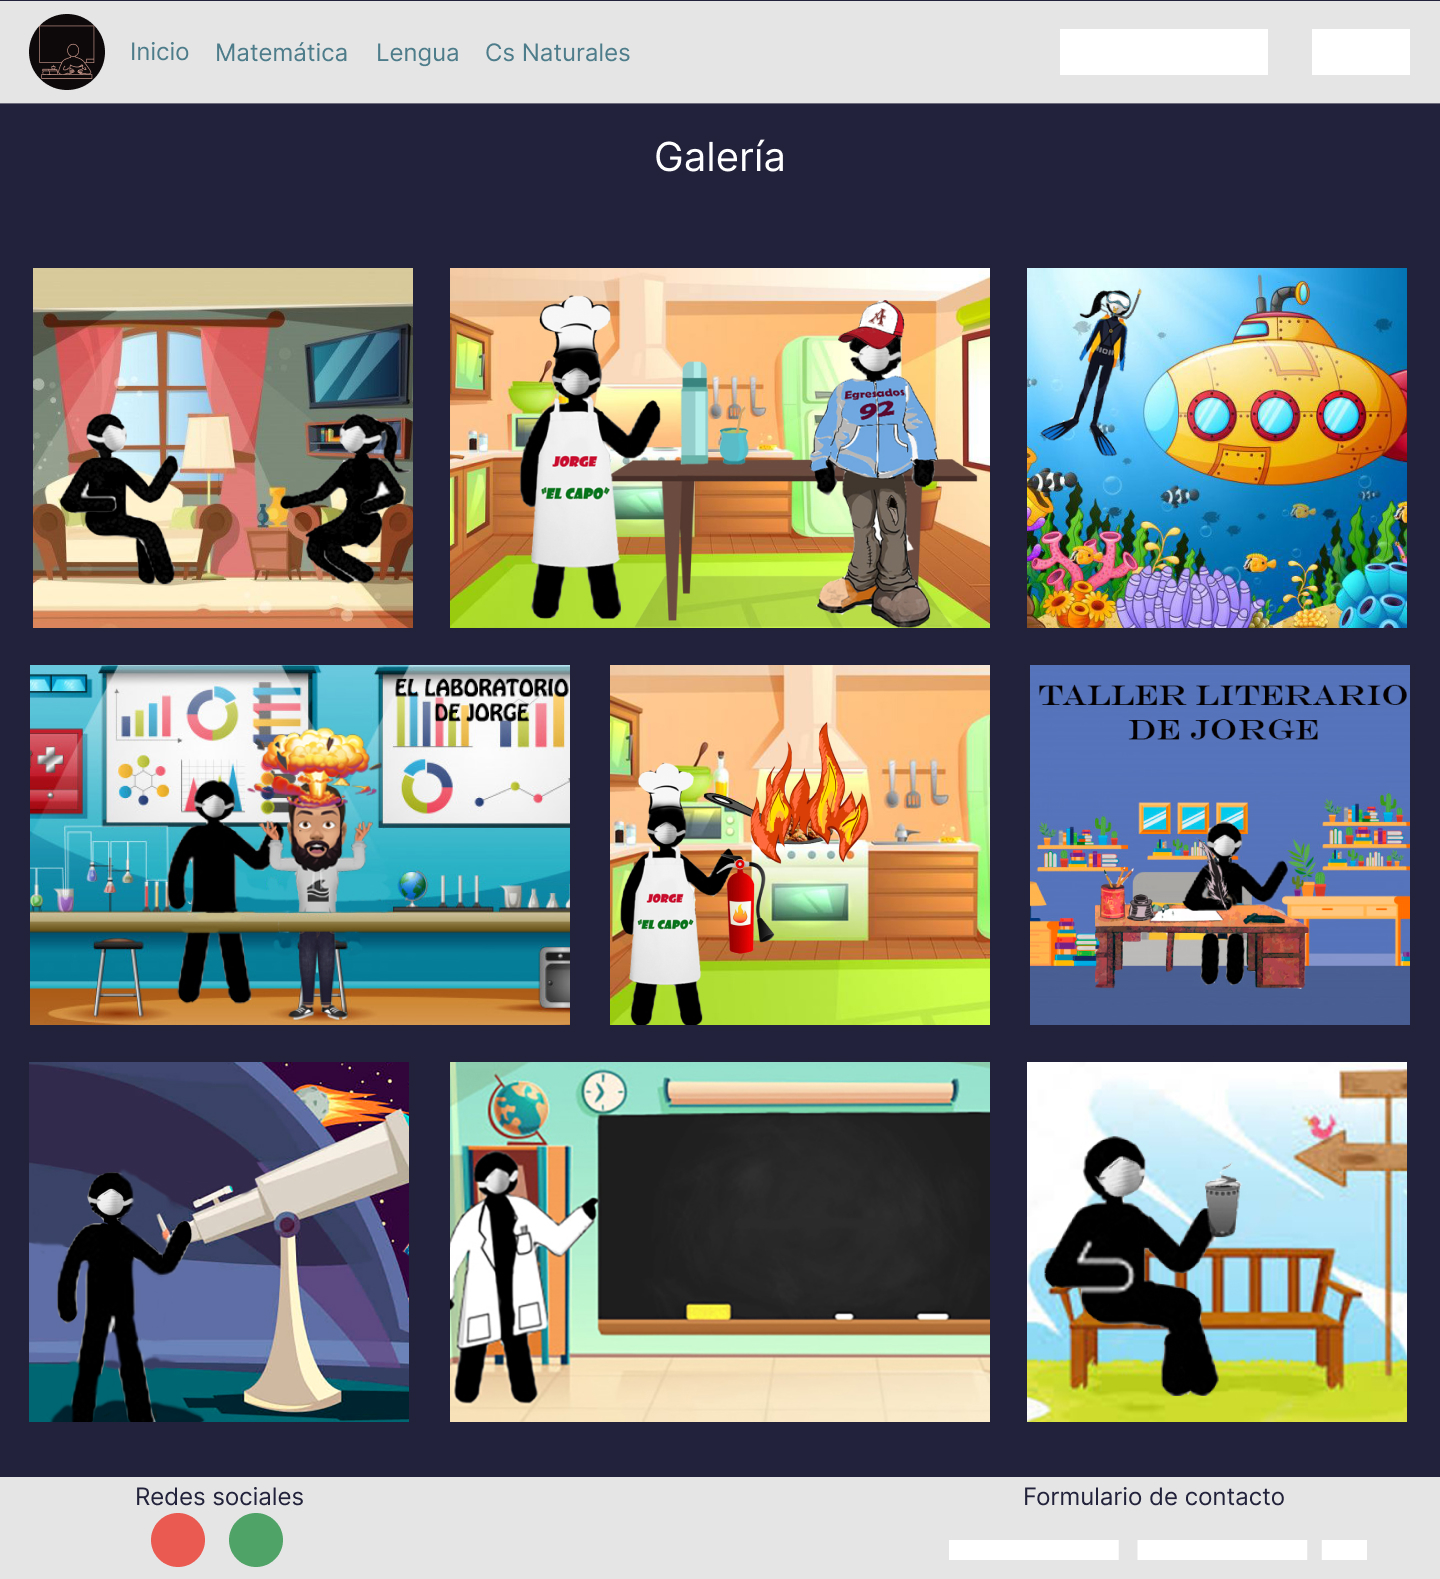 Inicio
Matemática
Lengua
Cs Naturales
Galería
JORGE
"EL CAPO"
A
Egresados
92
EL LABORATORIO
DE JORGE
JORGE
"EL CAPO"
TALLER LITERARIO
DE JORGE
Redes sociales
Formulario de contacto